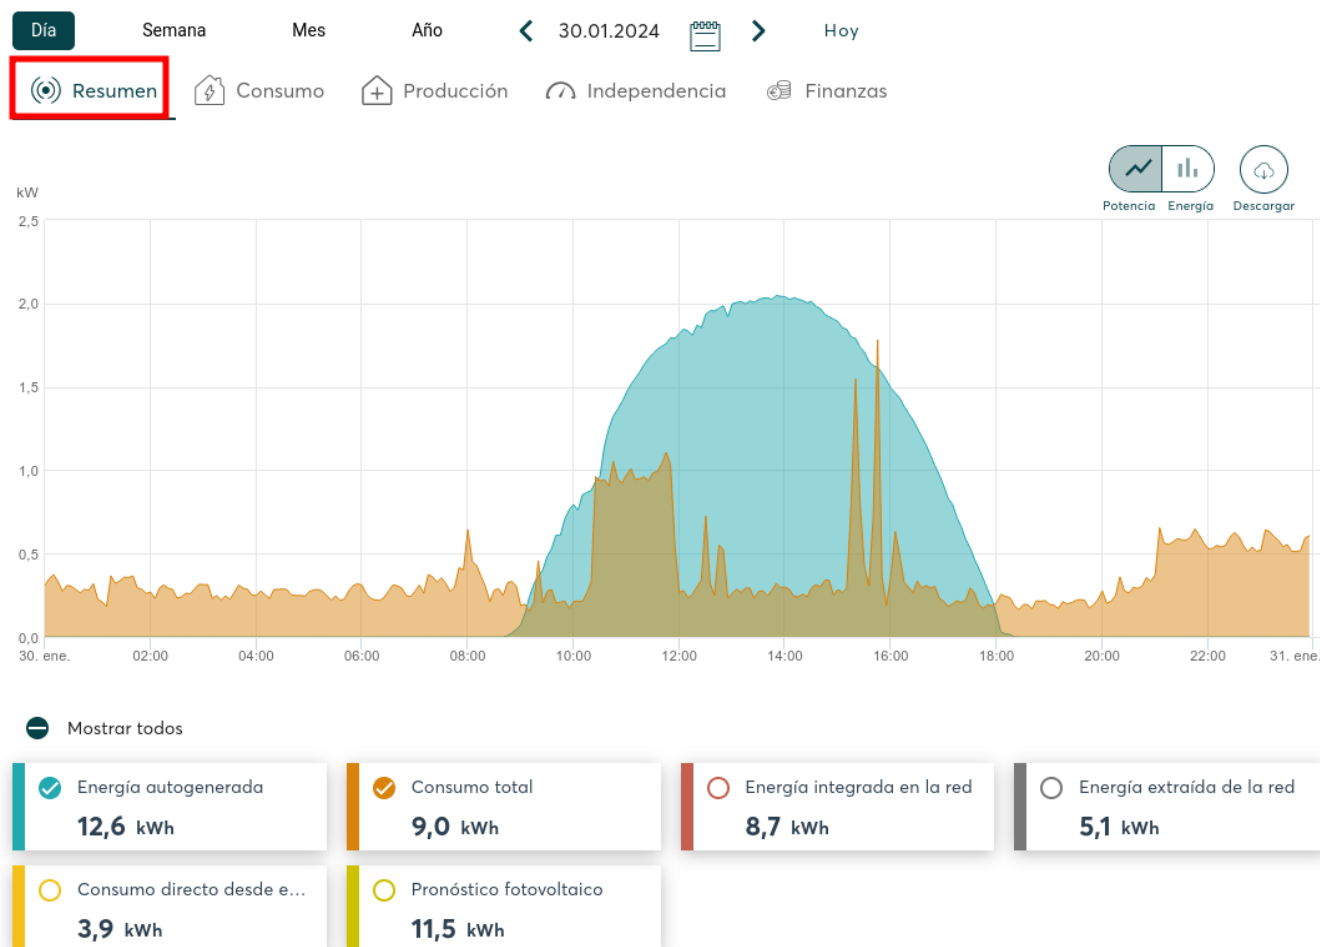 Día Semana Mes Año 30.01.2024 Hoy
Resumen Consumo Producción Independencia Finanzas
Potencia Energía Descargar
kW
2,5
2,0
1,5
1,0
0,5
0,0
30. ene. 02:00 04:00 06:00 08:00 10:00 12:00 14:00 16:00 18:00 20:00 22:00 31. ene.
Mostrar todos
Energía autogenerada
12,6 kWh
Consumo total
9,0 kWh
Energía integrada en la red
8,7 kWh
Energía extraída de la red
5,1 kWh
Consumo directo desde e...
3,9 kWh
Pronóstico fotovoltaico
11,5 kWh